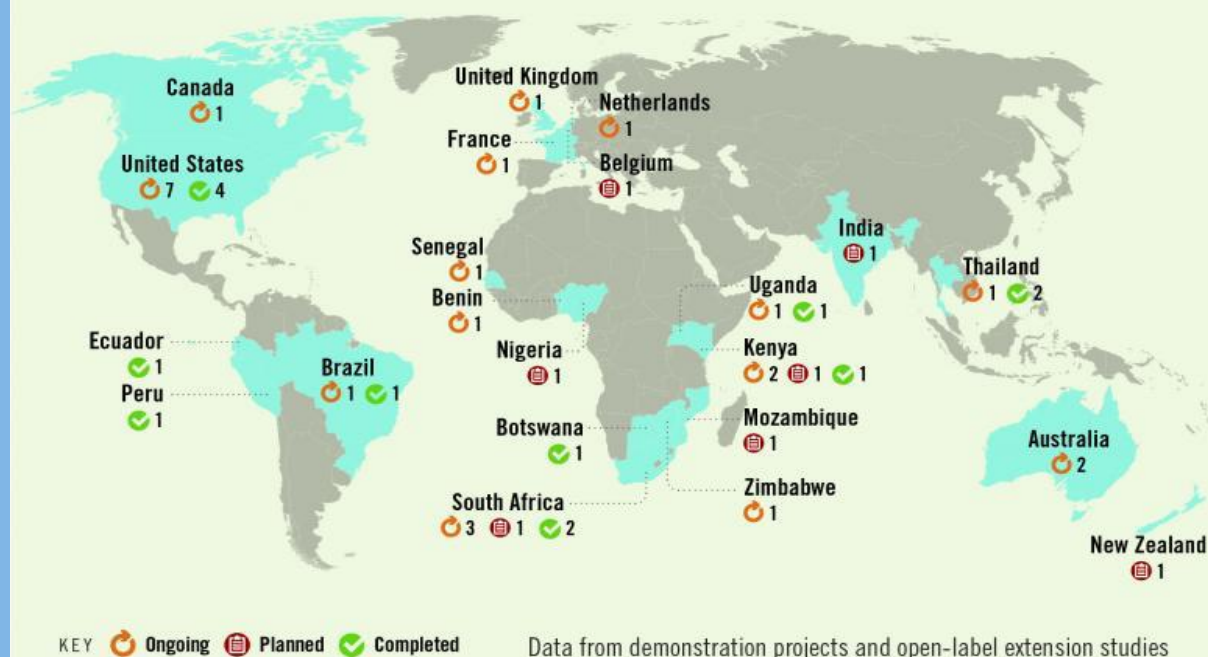 Canada
1
United States
7 4
United Kingdom
1
Netherlands
1
France
1
Belgium
1
Senegal
1
Benin
1
Nigeria
1
Uganda
1 1
Kenya
2 1 1
India
1
Thailand
1 2
Ecuador
1
Peru
1
Brazil
1 1
Botswana
1
Mozambique
1
South Africa
3 1 2
Zimbabwe
1
Australia
2
New Zealand
1
KEY Ongoing Planned Completed
Data from demonstration projects and open-label extension studies